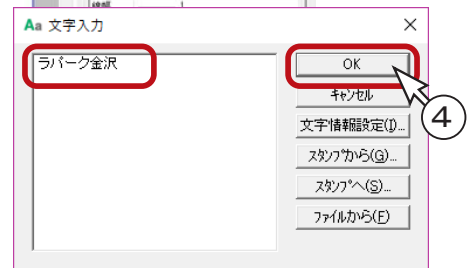 Aa 文字入力
ラパーク金沢
OK
キャンセル
文字情報設定(I)...
スタンプから(G)...
スタンプへ(S)...
ファイルから(F)
④